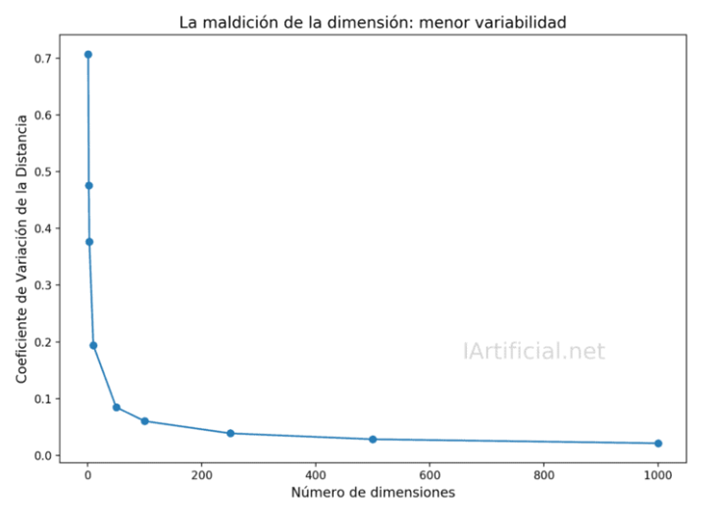 La maldición de la dimensión: menor variabilidad
Coeficiente de Variación de la Distancia
0.7
0.6
0.5
0.4
0.3
0.2
0.1
0.0
IArtificial.net
0 200 400 600 800 1000
Número de dimensiones